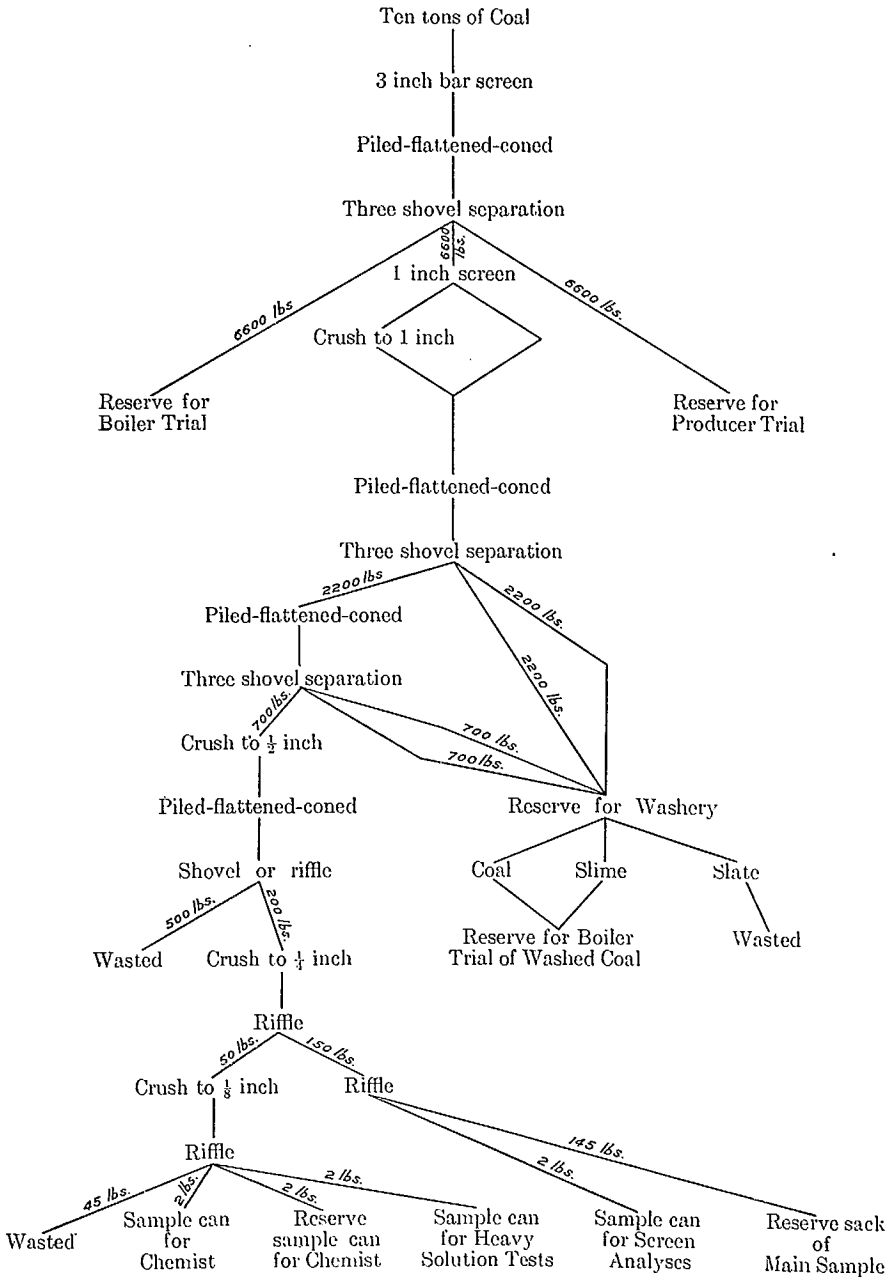 Ten tons of Coal
3 inch bar screen
Piled-flattened-coned
Three shovel separation
6600 lbs
6600 lbs.
6600 lbs.
1 inch screen
Crush to 1 inch
Reserve for
Boiler Trial
Reserve for
Producer Trial
Piled-flattened-coned
Three shovel separation
2200 lbs
2200 lbs.
2200 lbs.
Piled-flattened-coned
Three shovel separation
700 lbs.
700 lbs.
700 lbs.
Crush to ½ inch
Piled-flattened-coned
Reserve for Washery
Shovel or riffle
Coal
Slime
Slate
500 lbs.
200 lbs.
Wasted
Crush to ¼ inch
Reserve for Boiler
Trial of Washed Coal
Wasted
Riffle
50 lbs.
150 lbs.
Crush to ⅛ inch
Riffle
Riffle
45 lbs.
2 lbs.
2 lbs.
2 lbs.
2 lbs.
145 lbs.
Wasted
Sample can
for
Chemist
Reserve
sample can
for Chemist
Sample can
for Heavy
Solution Tests
Sample can
for Screen
Analyses
Reserve sack
of
Main Sample